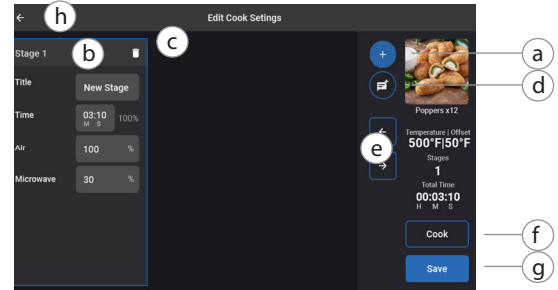 h
Edit Cook Setings
Stage 1
b
c
a
Title
New Stage
d
Time
03:10
M S
100%
Poppers x12
Air
100 %
e
Temperature | Offset
500°F|50°F
Stages
1
Microwave
30 %
Total Time
00:03:10
H M S
Cook
f
Save
g